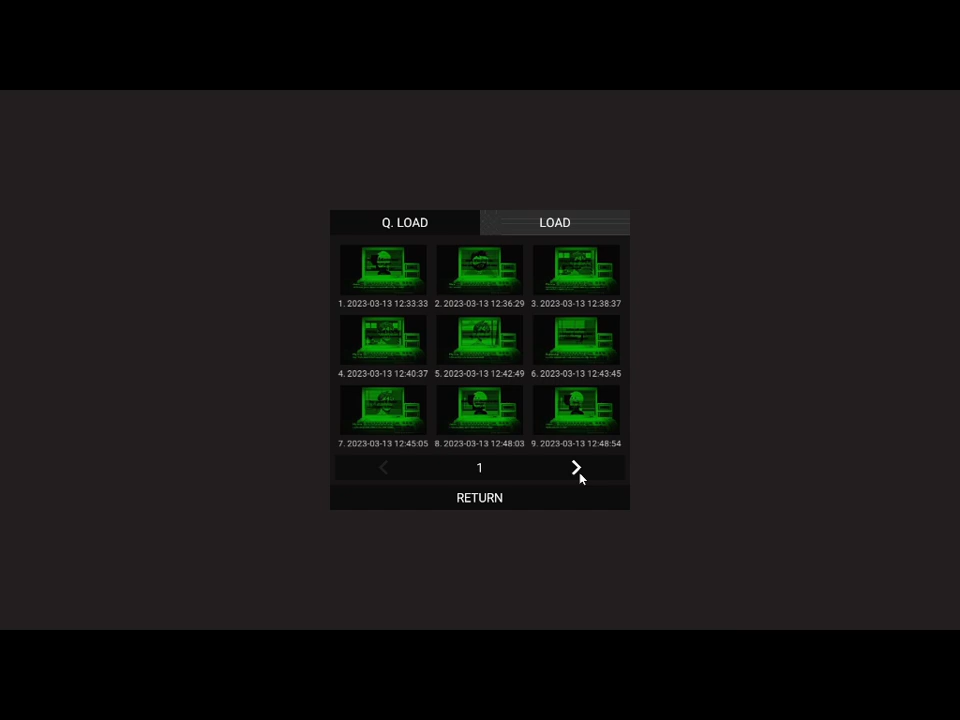 Q. LOAD LOAD
1. 2023-03-13 12:33:33 2. 2023-03-13 12:36:29 3. 2023-03-13 12:38:37
4. 2023-03-13 12:40:37 5. 2023-03-13 12:42:49 6. 2023-03-13 12:43:45
7. 2023-03-13 12:45:05 8. 2023-03-13 12:48:03 9. 2023-03-13 12:48:54
1
RETURN